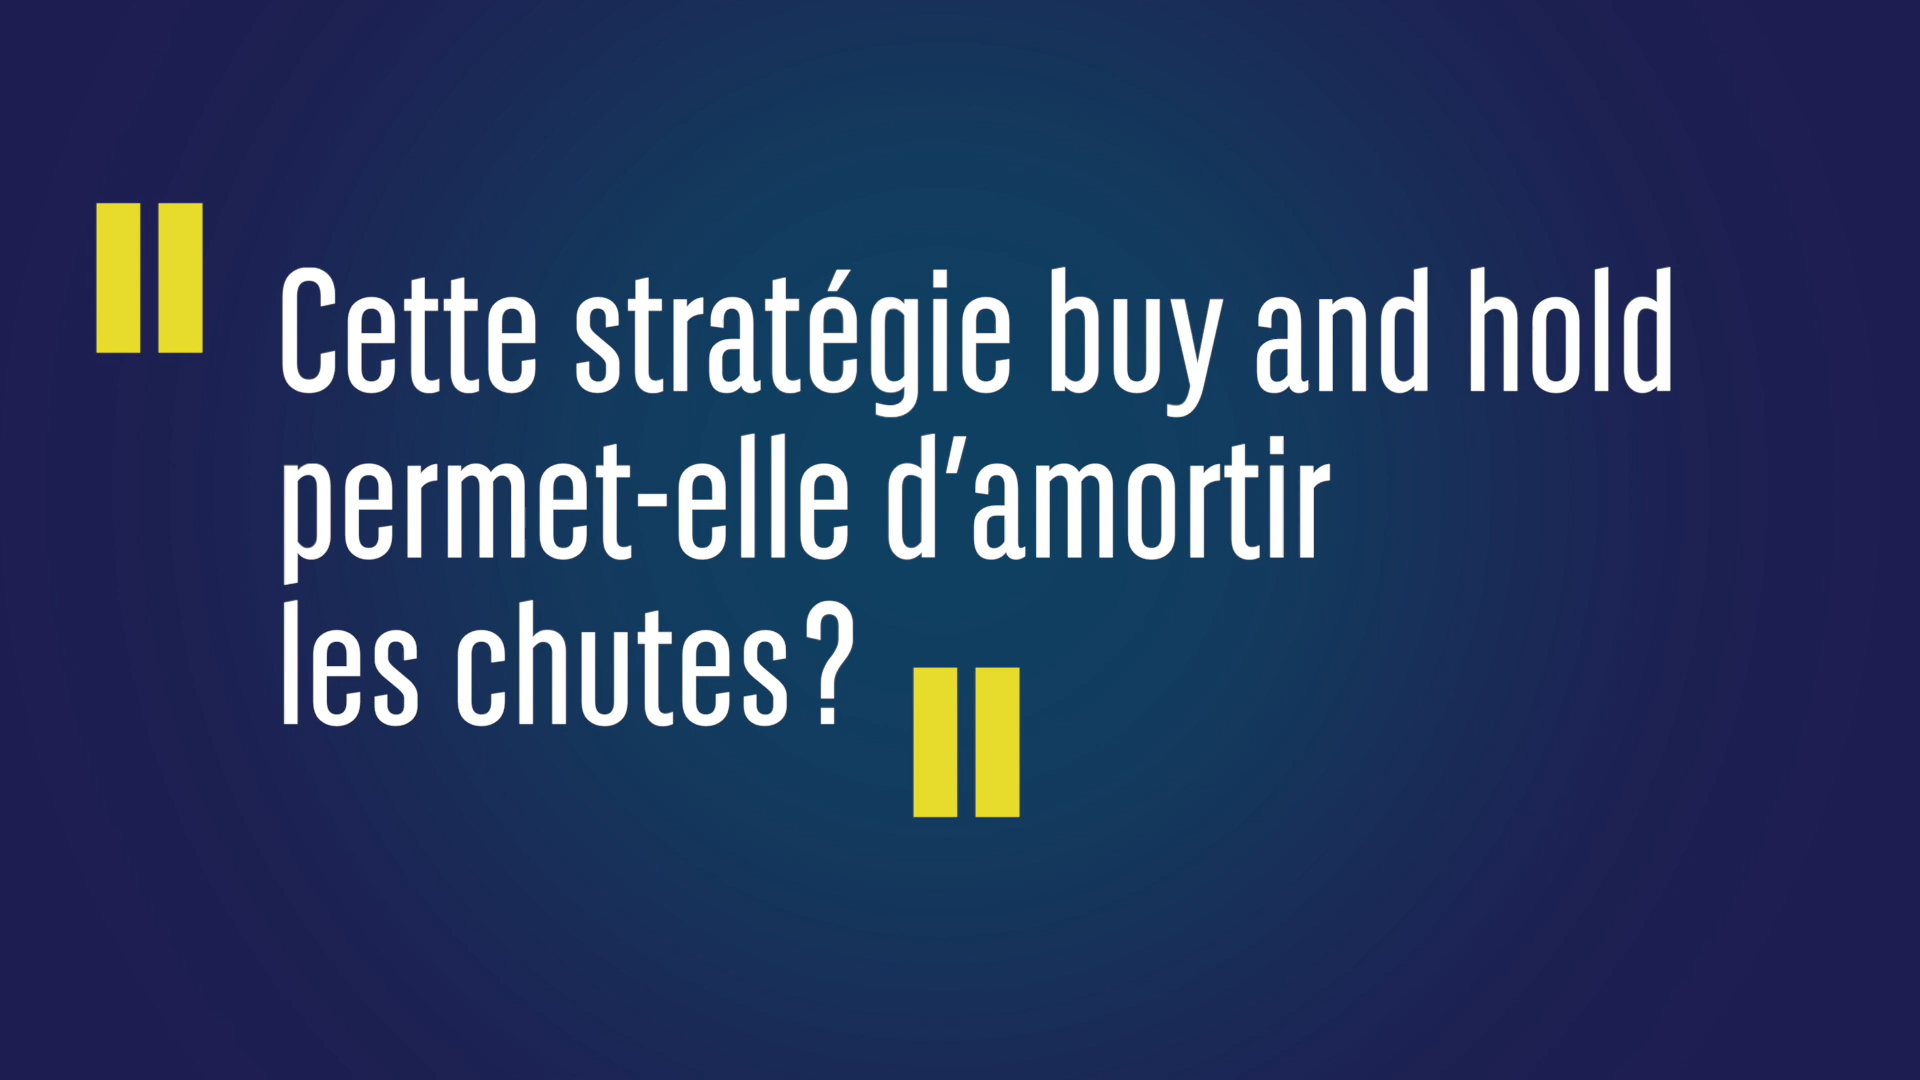 "Cette stratégie buy and hold
permet-elle d’amortir
les chutes ?"